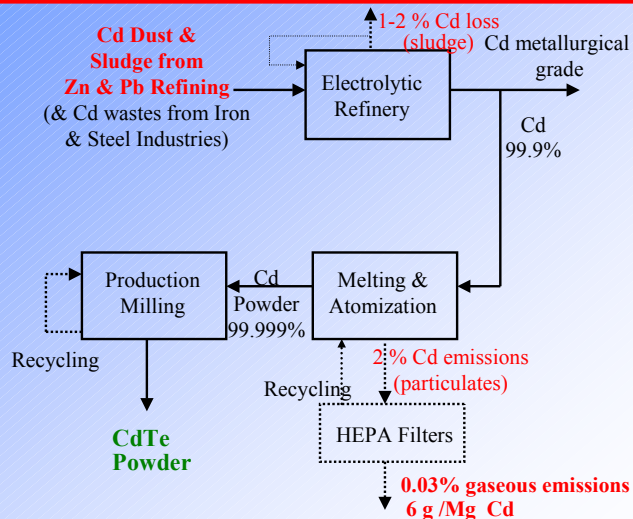 Cd Dust &
Sludge from
Zn & Pb Refining
(& Cd wastes from Iron
& Steel Industries)
1-2 % Cd loss
(sludge)
Electrolytic
Refinery
Cd metallurgical
grade
Cd
99.9%
Production
Milling
Recycling
Cd
Powder
99.999%
Melting &
Atomization
2 % Cd emissions
(particulates)
Recycling
HEPA Filters
CdTe
Powder
0.03% gaseous emissions
6 g /Mg Cd